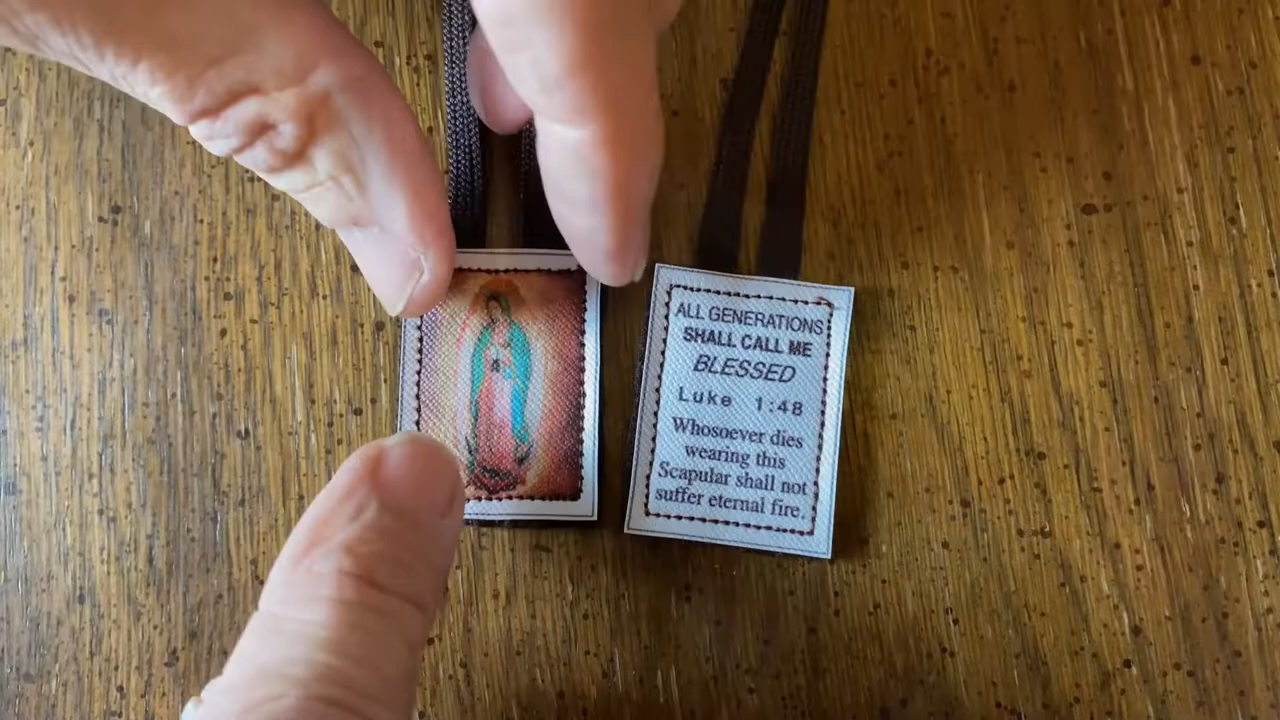 ALL GENERATIONS
SHALL CALL ME
BLESSED
Luke 1:48
Whosoever dies
wearing this
Scapular shall not
suffer eternal fire.